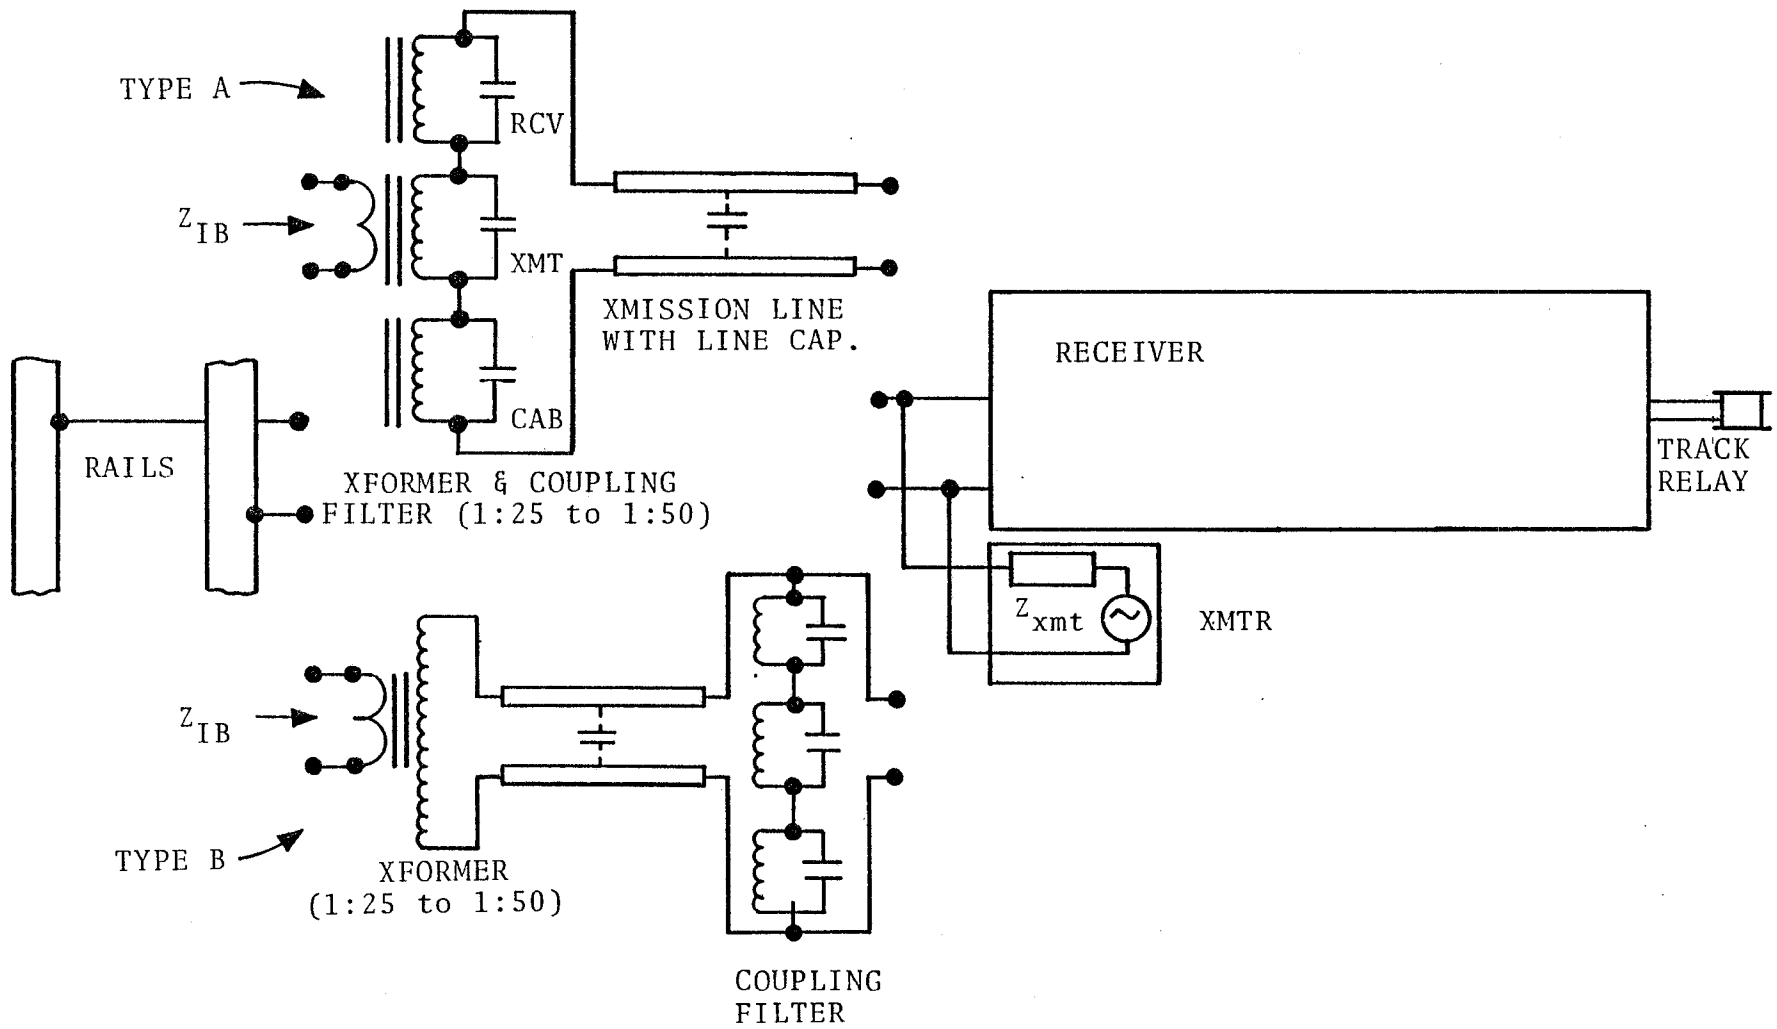 TYPE A
RCV
Z IB
XMT
XMISSION LINE
WITH LINE CAP.
RECEIVER
CAB
RAILS
TRACK
RELAY
XFORMER & COUPLING
FILTER (1:25 to 1:50)
Z xmt
XMTR
Z IB
TYPE B
XFORMER
(1:25 to 1:50)
COUPLING
FILTER